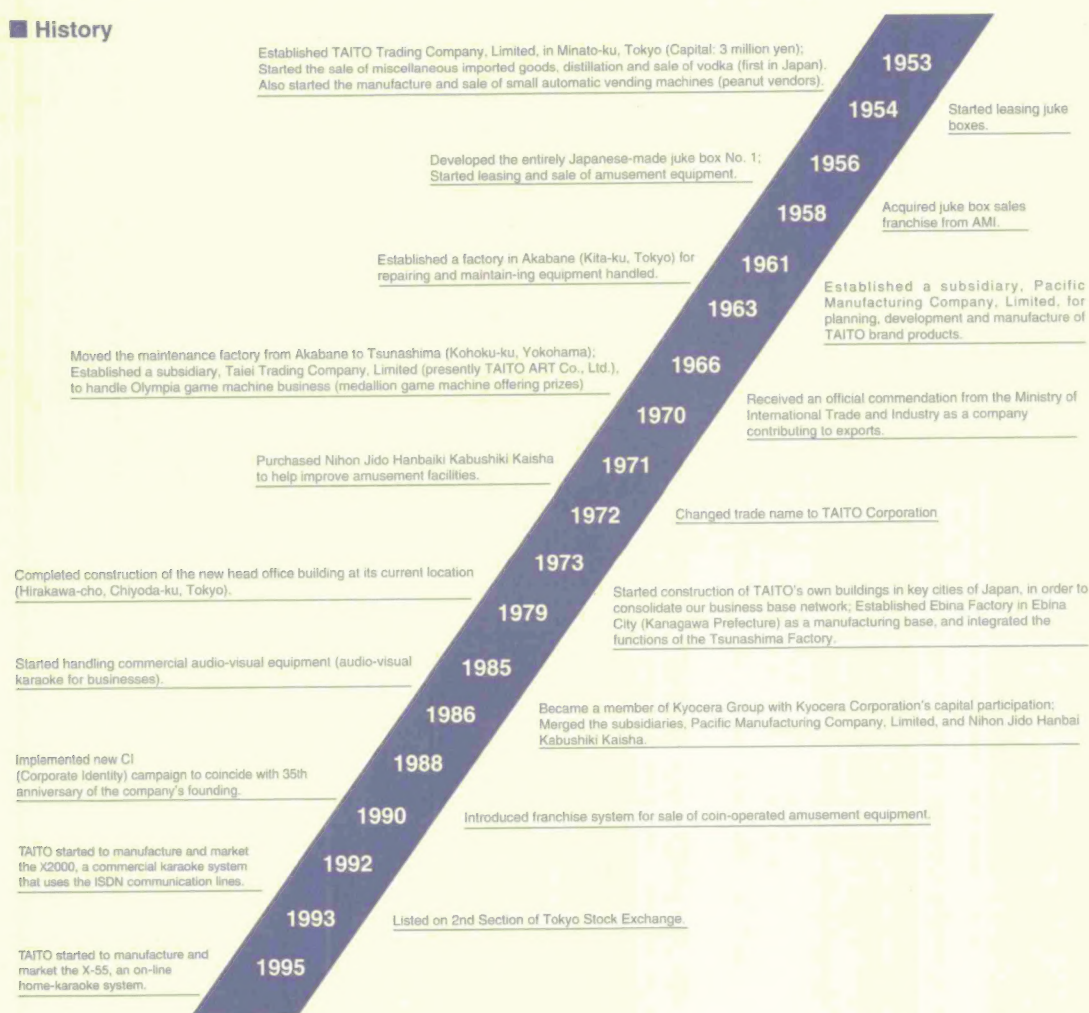 History
Established TAITO Trading Company, Limited, in Minato-ku, Tokyo (Capital: 3 million yen);
Started the sale of miscellaneous imported goods, distillation and sale of vodka (first in Japan).
Also started the manufacture and sale of small automatic vending machines (peanut vendors).
1953
1954
Started leasing juke
boxes.
Developed the entirely Japanese-made juke box No. 1;
Started leasing and sale of amusement equipment.
1956
1958
Acquired juke box sales
franchise from AMI.
Established a factory in Akabane (Kita-ku, Tokyo) for
repairing and maintain-ing equipment handled.
1961
1963
Established a subsidiary, Pacific
Manufacturing Company, Limited, for
planning, development and manufacture of
TAITO brand products.
Moved the maintenance factory from Akabane to Tsunashima (Kohoku-ku, Yokohama);
Established a subsidiary, Taiei Trading Company, Limited (presently TAITO ART Co., Ltd.),
to handle Olympia game machine business (medallion game machine offering prizes)
1966
1970
Received an official commendation from the Ministry of
International Trade and Industry as a company
contributing to exports.
Purchased Nihon Jido Hanbaiki Kabushiki Kaisha
to help improve amusement facilities.
1971
1972
Changed trade name to TAITO Corporation
1973
Completed construction of the new head office building at its current location
(Hirakawa-cho, Chiyoda-ku, Tokyo).
1979
Started construction of TAITO's own buildings in key cities of Japan, in order to
consolidate our business base network; Established Ebina Factory in Ebina
City (Kanagawa Prefecture) as a manufacturing base, and integrated the
functions of the Tsunashima Factory.
Started handling commercial audio-visual equipment (audio-visual
karaoke for businesses).
1985
1986
Became a member of Kyocera Group with Kyocera Corporation's capital participation;
Merged the subsidiaries, Pacific Manufacturing Company, Limited, and Nihon Jido Hanbai
Kabushiki Kaisha.
Implemented new CI
(Corporate Identity) campaign to coincide with 35th
anniversary of the company's founding.
1988
1990
Introduced franchise system for sale of coin-operated amusement equipment.
TAITO started to manufacture and market
the X2000, a commercial karaoke system
that uses the ISDN communication lines.
1992
1993
Listed on 2nd Section of Tokyo Stock Exchange.
TAITO started to manufacture and
market the X-55, an on-line
home-karaoke system.
1995